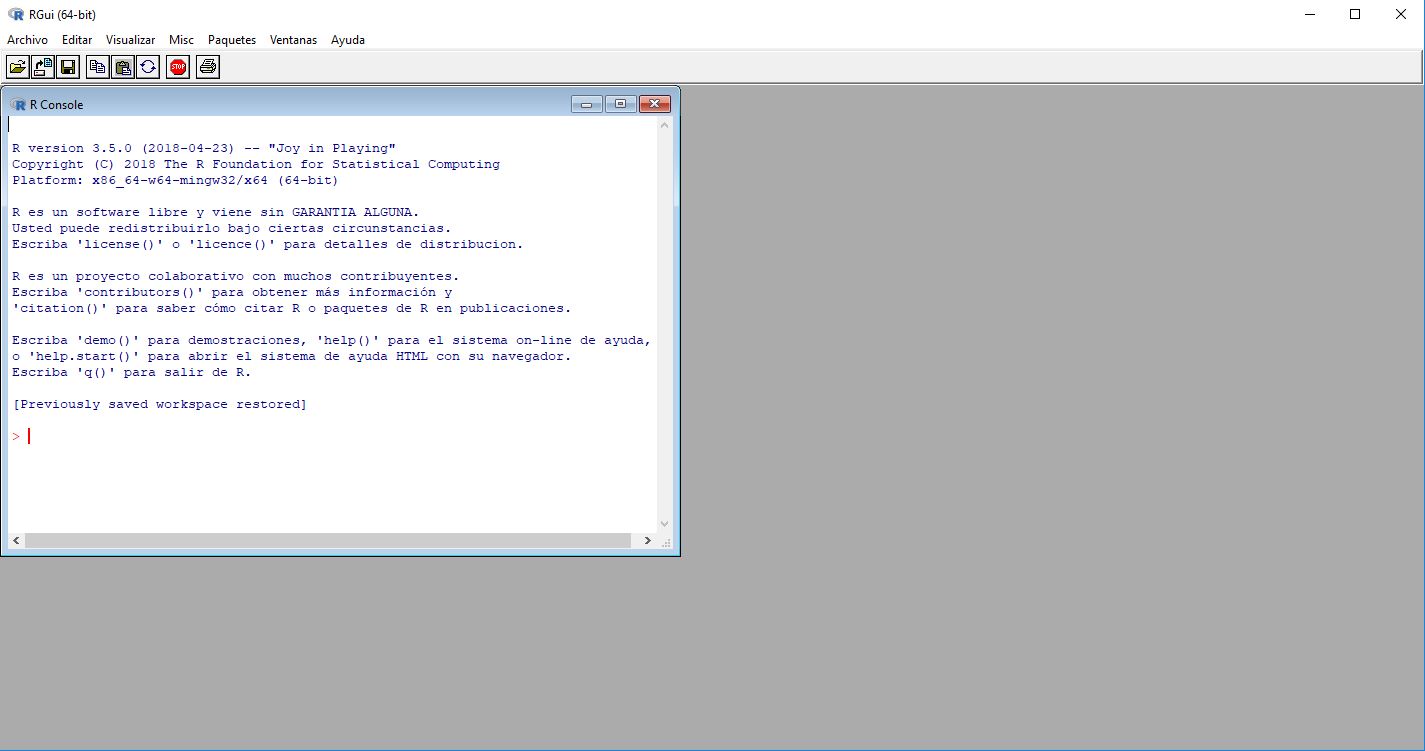 RGui (64-bit)
Archivo Editar Visualizar Misc Paquetes Ventanas Ayuda
STOP
R Console
R version 3.5.0 (2018-04-23) -- "Joy in Playing"
Copyright (C) 2018 The R Foundation for Statistical Computing
Platform: x86_64-w64-mingw32/x64 (64-bit)
R es un software libre y viene sin GARANTIA ALGUNA.
Usted puede redistribuirlo bajo ciertas circunstancias.
Escriba 'license()' o 'licence()' para detalles de distribucion.
R es un proyecto colaborativo con muchos contribuyentes.
Escriba 'contributors()' para obtener más información y
'citation()' para saber cómo citar R o paquetes de R en publicaciones.
Escriba 'demo()' para demostraciones, 'help()' para el sistema on-line de ayuda,
o 'help.start()' para abrir el sistema de ayuda HTML con su navegador.
Escriba 'q()' para salir de R.
[Previously saved workspace restored]
>